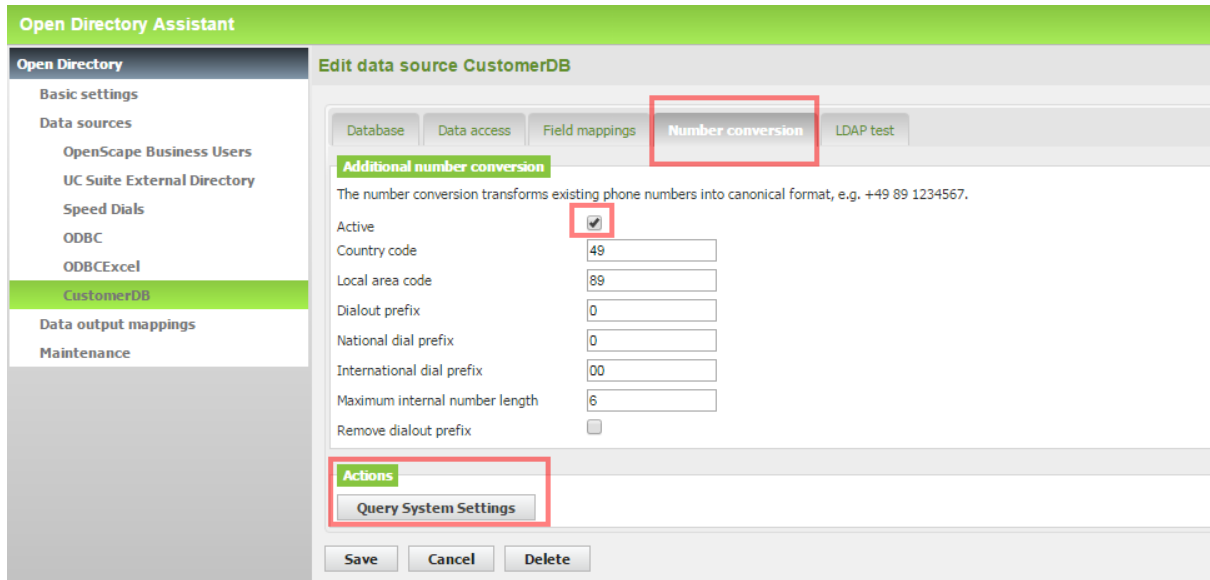 Open Directory Assistant
Open Directory
Basic settings
Data sources
OpenScape Business Users
UC Suite External Directory
Speed Dials
ODBC
ODBCExcel
CustomerDB
Data output mappings
Maintenance
Edit data source CustomerDB
Database Data access Field mappings Number conversion LDAP test
Additional number conversion
The number conversion transforms existing phone numbers into canonical format, e.g. +49 89 1234567.
Active
Country code 49
Local area code 89
Dialout prefix 0
National dial prefix 0
International dial prefix 00
Maximum internal number length 6
Remove dialout prefix
Actions
Query System Settings
Save Cancel Delete